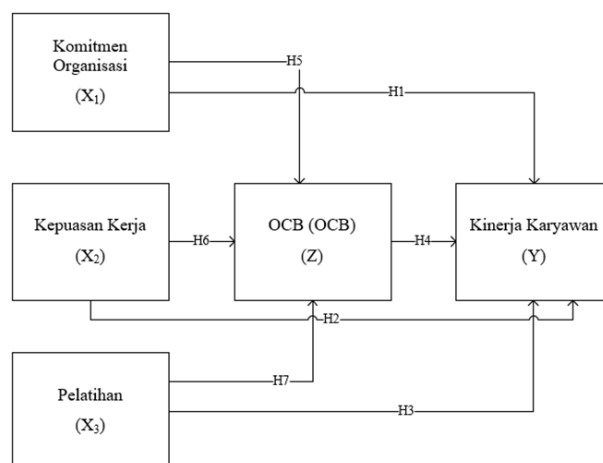 Komitmen
Organisasi
(X₁)
H5
H1
Kepuasan Kerja
(X₂)
H6
OCB (OCB)
(Z)
H4
Kinerja Karyawan
(Y)
H2
Pelatihan
(X₃)
H7
H3